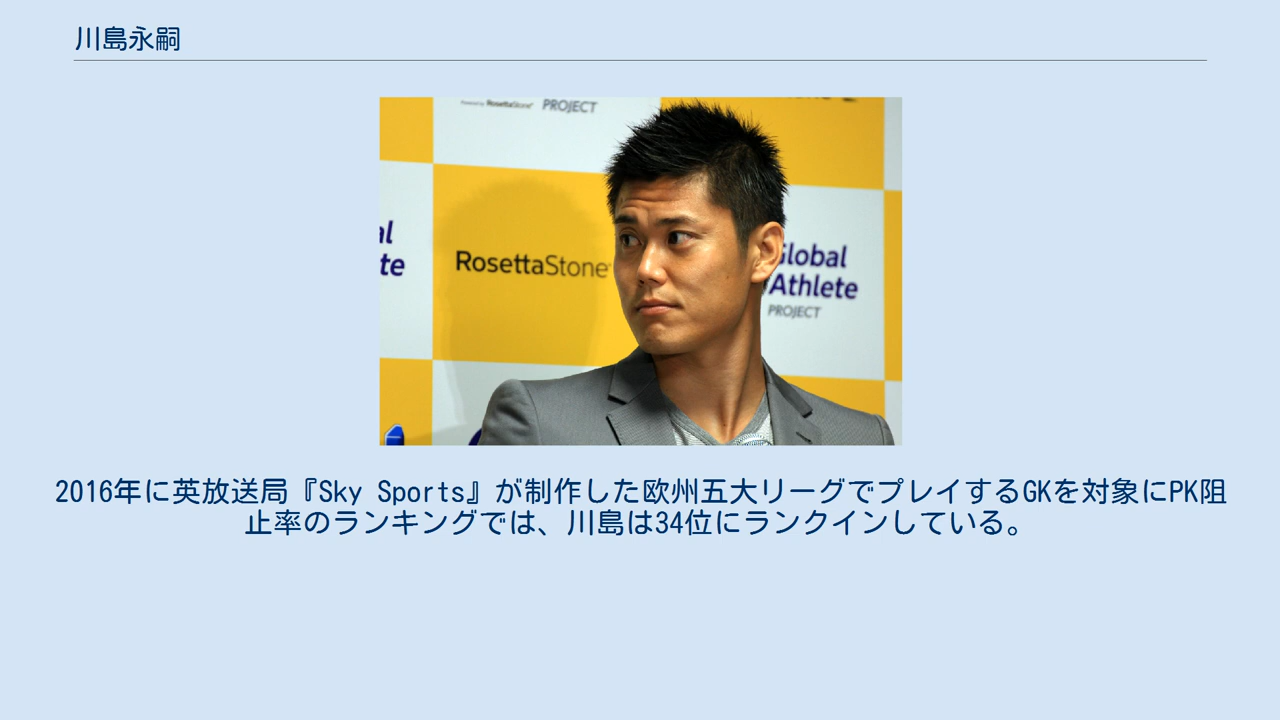 川島永嗣
Powered by RosettaStone PROJECT
al
te
RosettaStone
Global
Athlete
PROJECT
2016年に英放送局『Sky Sports』が制作した欧州五大リーグでプレイするGKを対象にPK阻
止率のランキングでは、川島は34位にランクインしている。